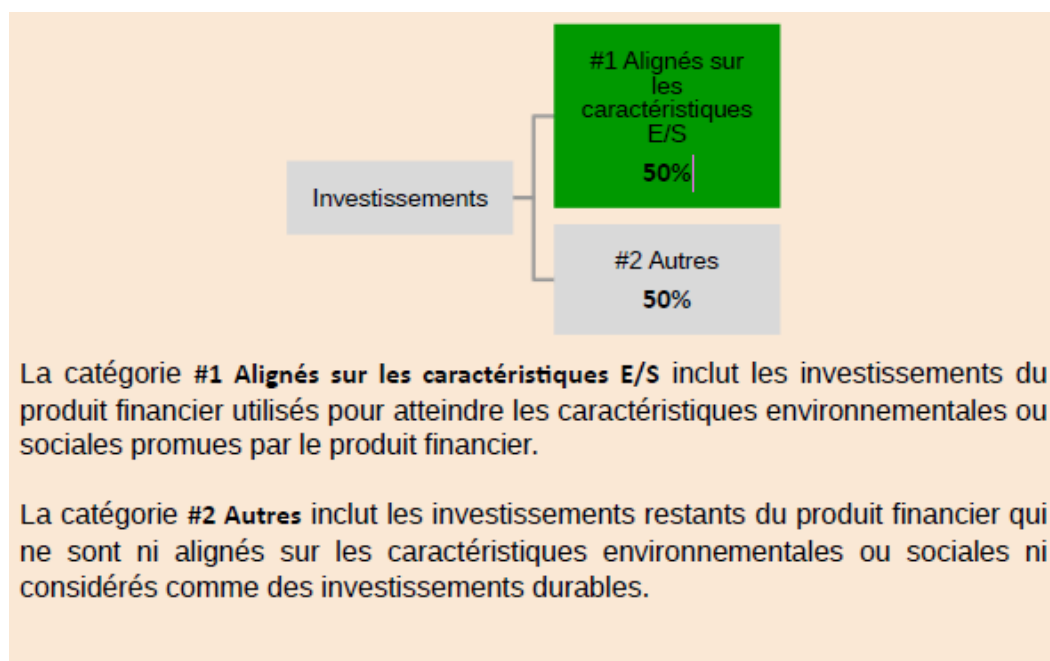 #1 Alignés sur
les
caractéristiques
E/S
50%
Investissements
#2 Autres
50%
La catégorie #1 Alignés sur les caractéristiques E/S inclut les investissements du
produit financier utilisés pour atteindre les caractéristiques environnementales ou
sociales promues par le produit financier.
La catégorie #2 Autres inclut les investissements restants du produit financier qui
ne sont ni alignés sur les caractéristiques environnementales ou sociales ni
considérés comme des investissements durables.